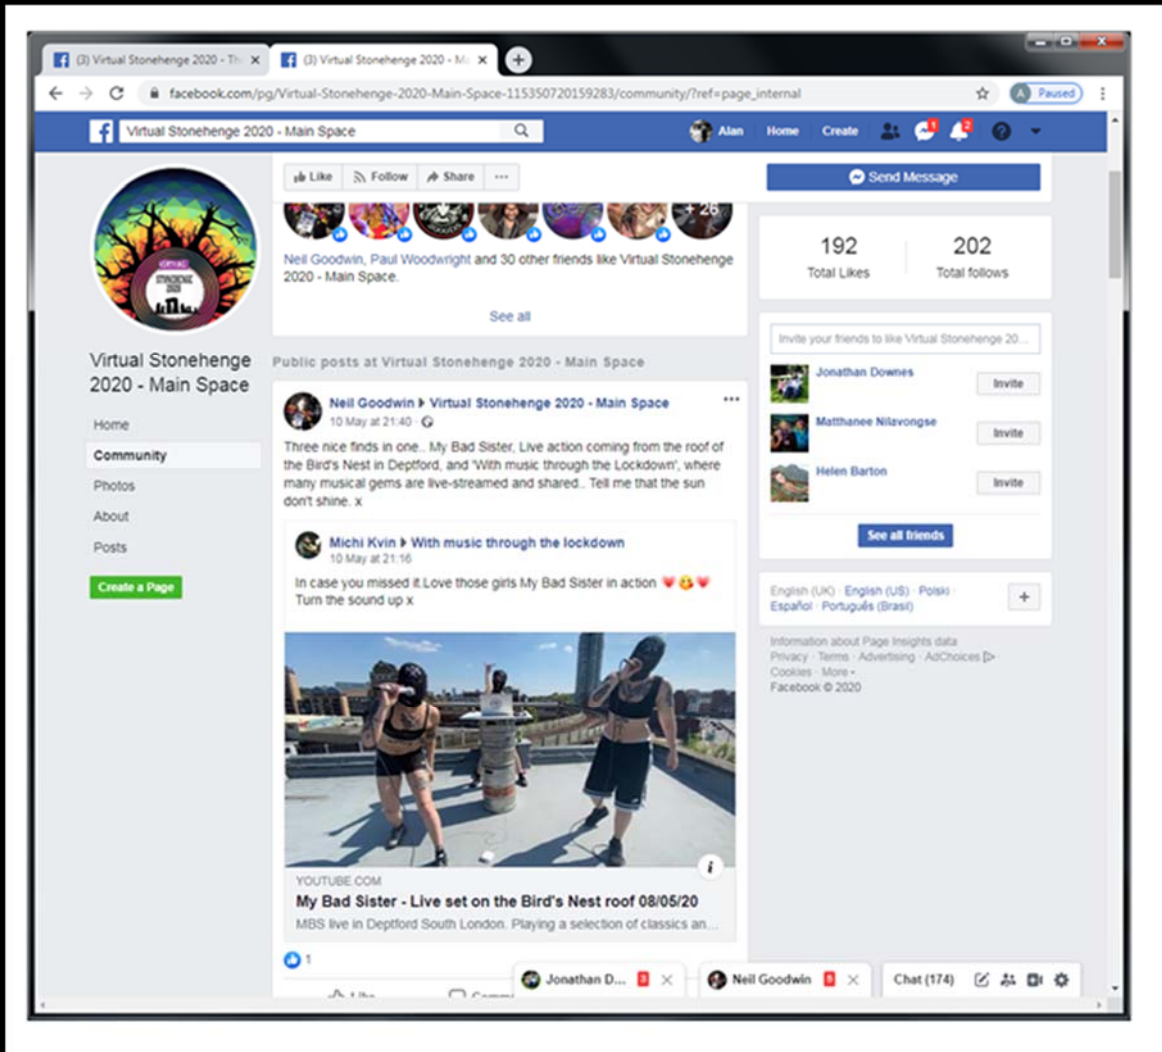 (3) Virtual Stonehenge 2020 - Th
(3) Virtual Stonehenge 2020 - Ma
facebook.com/pg/Virtual-Stonehenge-2020-Main-Space-115350720159283/community/?ref=page_internal
A Paused
Virtual Stonehenge 2020 - Main Space
Alan Home Create 1 2
Like Follow Share ...
Send Message
+ 26
Neil Goodwin, Paul Woodwright and 30 other friends like Virtual Stonehenge
2020 - Main Space.
See all
192 202
Total Likes Total follows
VIRTUAL
STONEHENGE
2020
Virtual Stonehenge
2020 - Main Space
Home
Community
Photos
About
Posts
Create a Page
Public posts at Virtual Stonehenge 2020 - Main Space
Neil Goodwin Virtual Stonehenge 2020 - Main Space
10 May at 21:40 ·
Three nice finds in one.. My Bad Sister, Live action coming from the roof of
the Bird's Nest in Deptford, and 'With music through the Lockdown', where
many musical gems are live-streamed and shared.. Tell me that the sun
don't shine. x
Michi Kvin With music through the lockdown
10 May at 21:16
In case you missed it.Love those girls My Bad Sister in action
Turn the sound up x
YOUTUBE.COM
My Bad Sister - Live set on the Bird's Nest roof 08/05/20
MBS live in Deptford South London. Playing a selection of classics an...
1
Like Comm
Invite your friends to like Virtual Stonehenge 20...
Jonathan Downes
Invite
Matthanee Nilavongse
Invite
Helen Barton
Invite
See all friends
English (UK) · English (US) · Polski ·
Español · Português (Brasil)
Information about Page Insights data
Privacy · Terms · Advertising · AdChoices
Cookies · More
Facebook © 2020
Jonathan D... 3
Neil Goodwin 5
Chat (174)